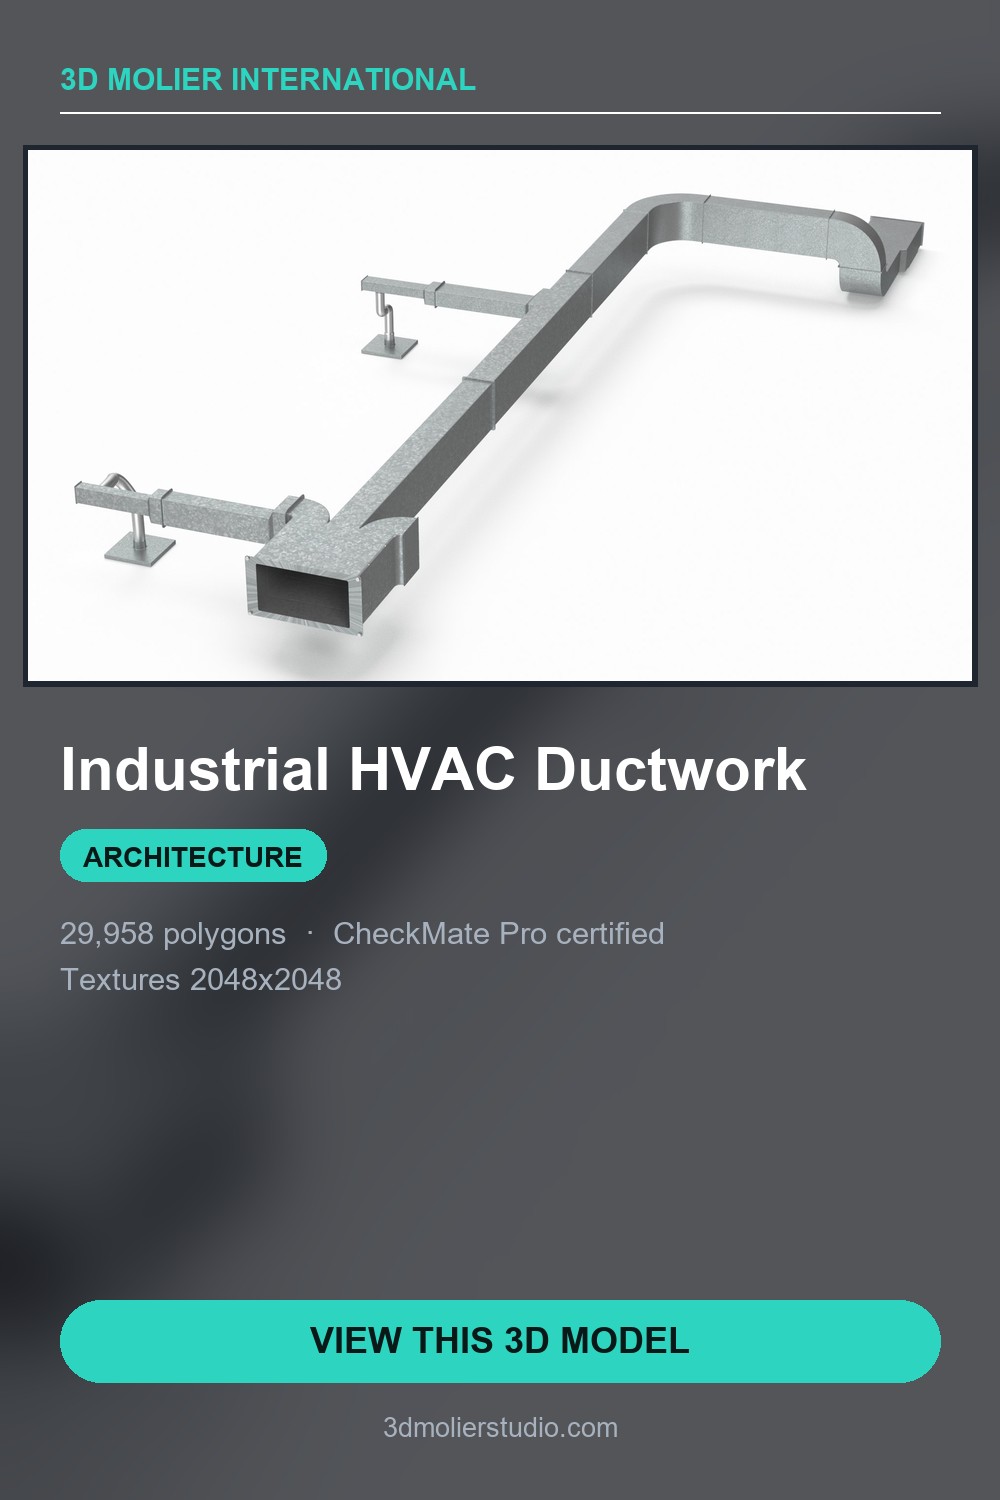 3D MOLIER INTERNATIONAL
Industrial HVAC Ductwork
ARCHITECTURE
29,958 polygons · CheckMate Pro certified
Textures 2048x2048
VIEW THIS 3D MODEL
3dmolierstudio.com